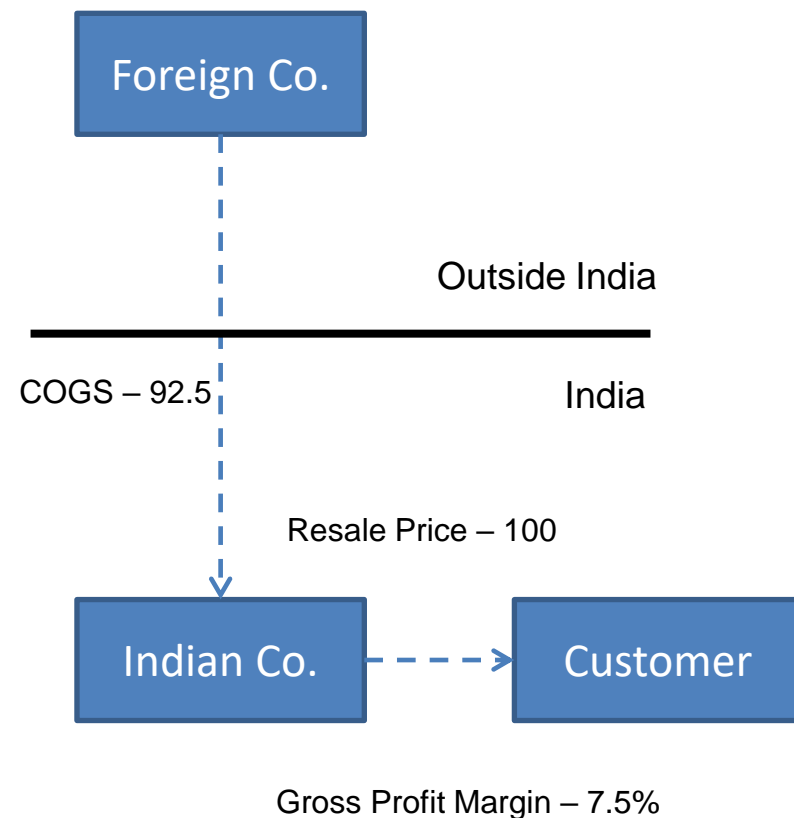 Foreign Co.
Outside India
COGS – 92.5
India
Resale Price – 100
Indian Co.
Customer
Gross Profit Margin – 7.5%